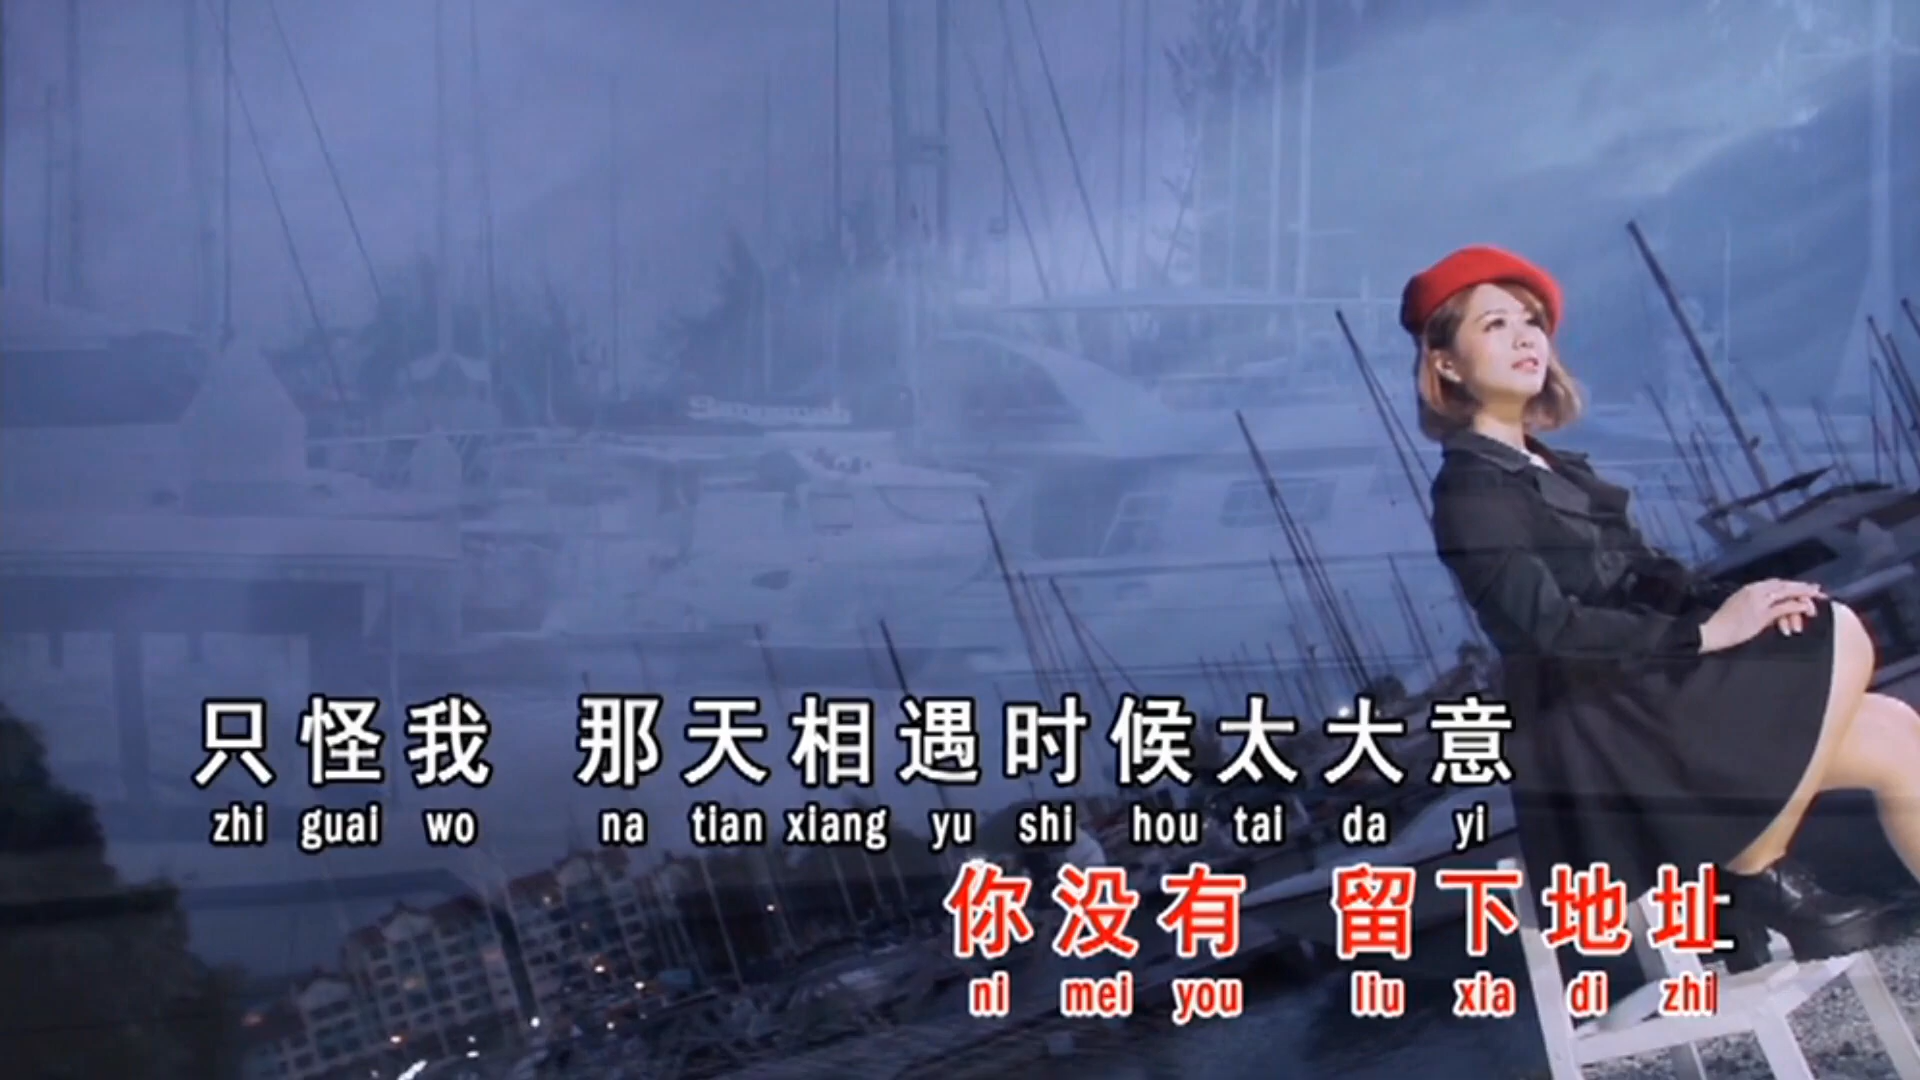 只怪我 那天相遇时候太大意
zhi guai wo na tian xiang yu shi hou tai da yi
你没有 留下地址
ni mei you liu xia di zhi